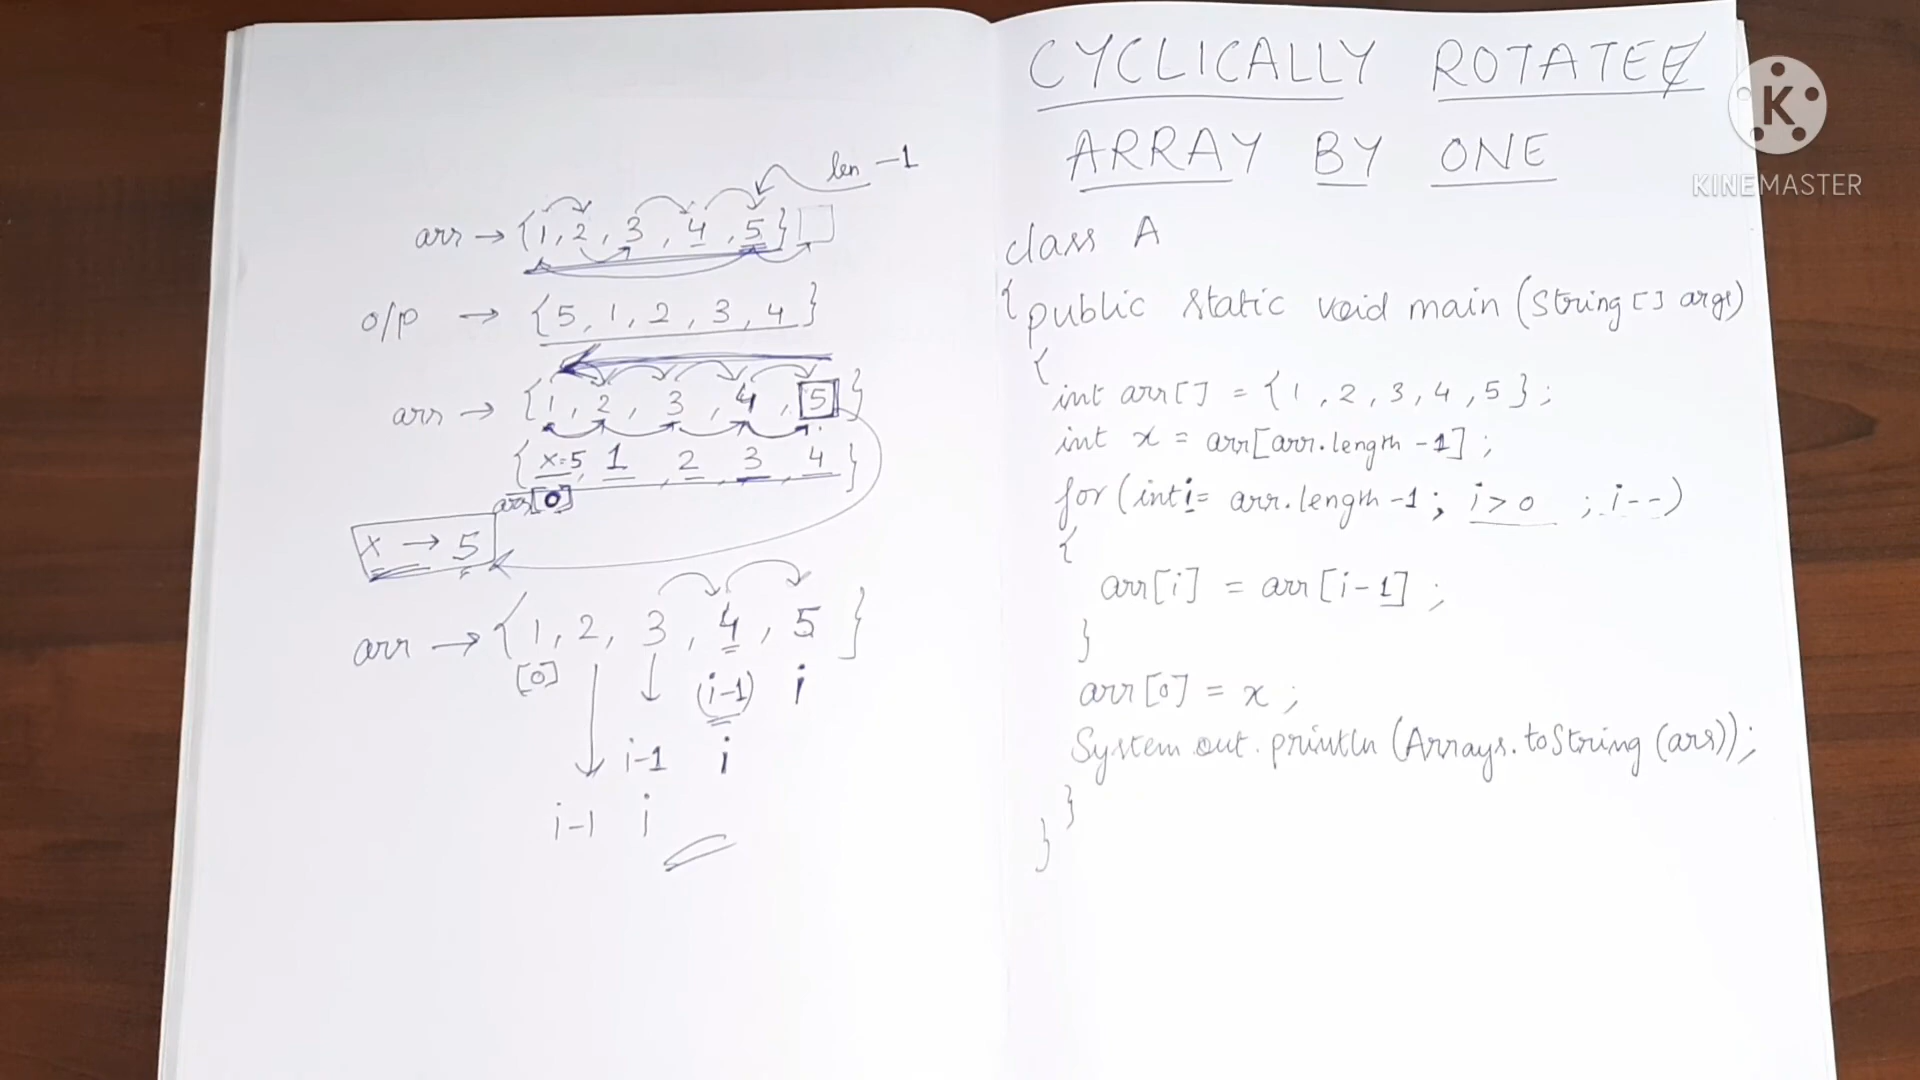 len -1
arr → {1, 2, 3, 4, 5}
o/p → {5, 1, 2, 3, 4}
arr → {1, 2, 3, 4, 5}
{x=5, 1, 2, 3, 4}
arr[0]
x → 5
arr → {1, 2, 3, 4, 5}
[0] (i-1) i
i-1 i
i-1 i
CYCLICALLY ROTATE
ARRAY BY ONE
class A
{ public static void main (String [] args)
{
int arr[] = {1, 2, 3, 4, 5};
int x = arr[arr.length -1];
for (int i= arr.length -1; i>0 ; i--)
{
arr[i] = arr[i-1];
}
arr[0] = x;
System.out.println (Arrays.toString (arr));
}
}
K
KINEMASTER